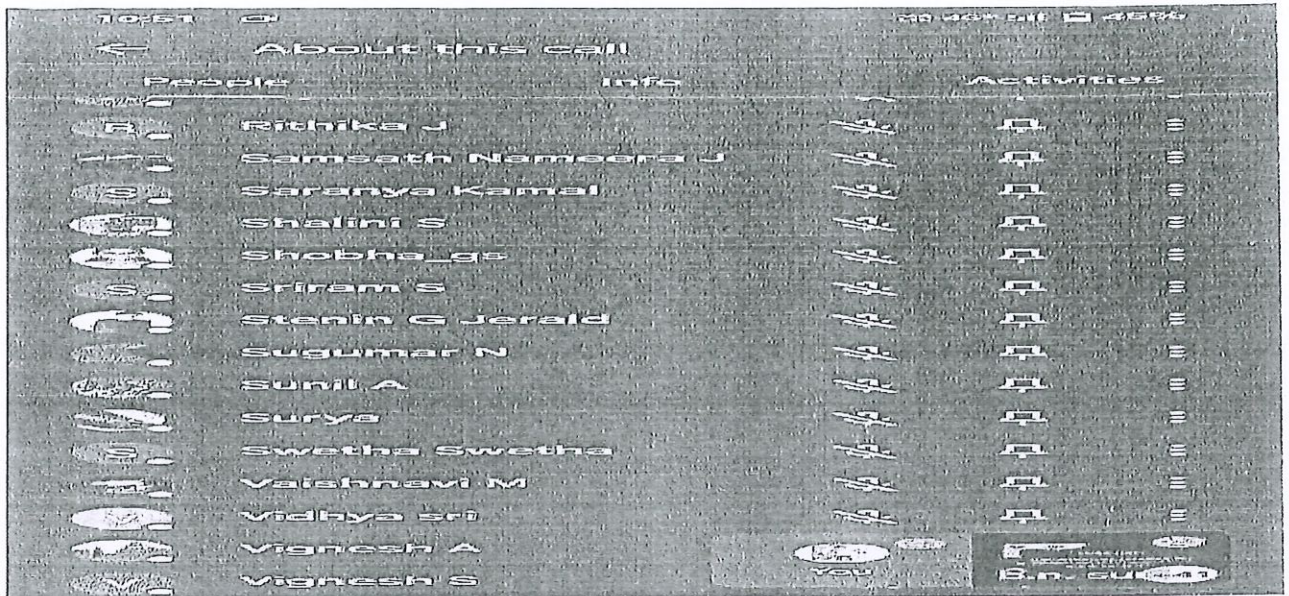 10:51
About this call
People Info Activities
R Rithika J
Samsath Nameera J
S Saranya Kamal
Shalini S
Shobha_gs
S Sriram S
Stenin G Jerald
Sugumar N
Sunil A
Surya
S Swetha Swetha
Vaishnavi M
Vidhya sri
Vignesh A
Vignesh S
You
B.n.